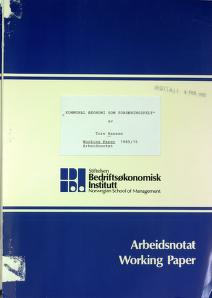 „KOMMUNAL ØKONOMI SOM FORSKNINGSFELT"
av
Tore Hansen
Working Paper 1985/
Arbeidsnotat
Stiftelsen
Bedriftsøkonomisk
Institutt
Norwegian School of Management
Arbeidsnotat
Working Paper